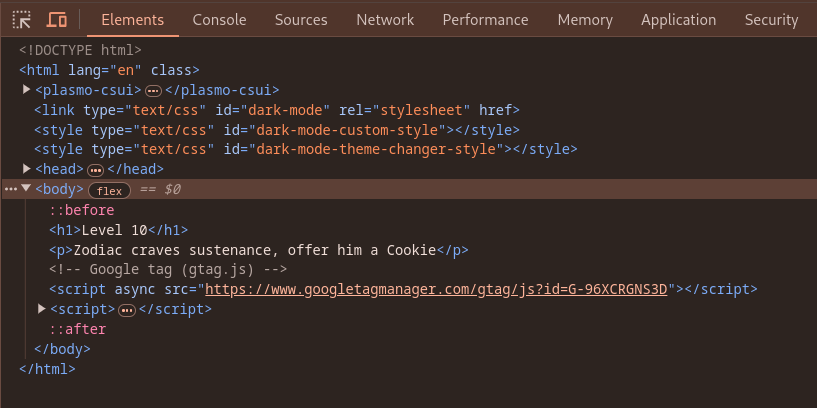 Elements Console Sources Network Performance Memory Application Security
<!DOCTYPE html>
<html lang="en" class>
<plasmo-csui>…</plasmo-csui>
<link type="text/css" id="dark-mode" rel="stylesheet" href>
<style type="text/css" id="dark-mode-custom-style"></style>
<style type="text/css" id="dark-mode-theme-changer-style"></style>
<head>…</head>
…<body> flex == $0
::before
<h1>Level 10</h1>
<p>Zodiac craves sustenance, offer him a Cookie</p>
<!-- Google tag (gtag.js) -->
<script async src="https://www.googletagmanager.com/gtag/js?id=G-96XCRGNS3D"></script>
<script>…</script>
::after
</body>
</html>